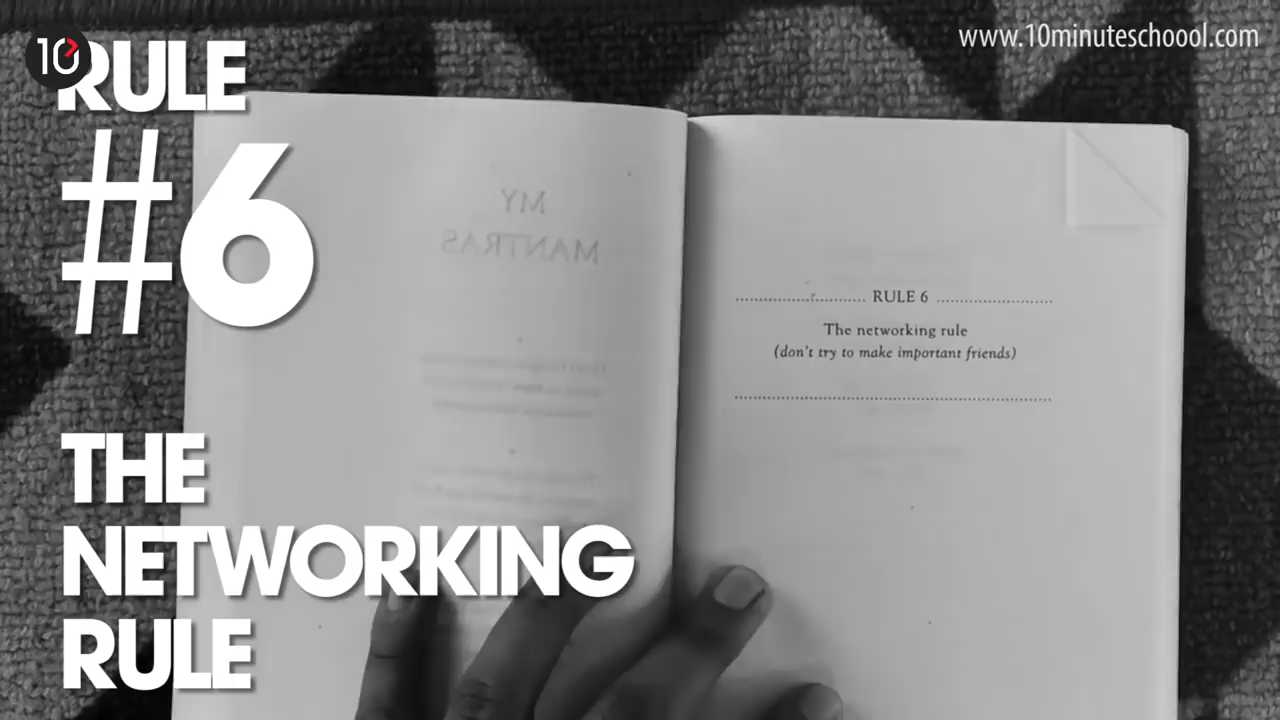 10
www.10minuteschoool.com
RULE
#6
THE
NETWORKING
RULE
MY
MANTRAS
RULE 6
The networking rule
(don't try to make important friends)